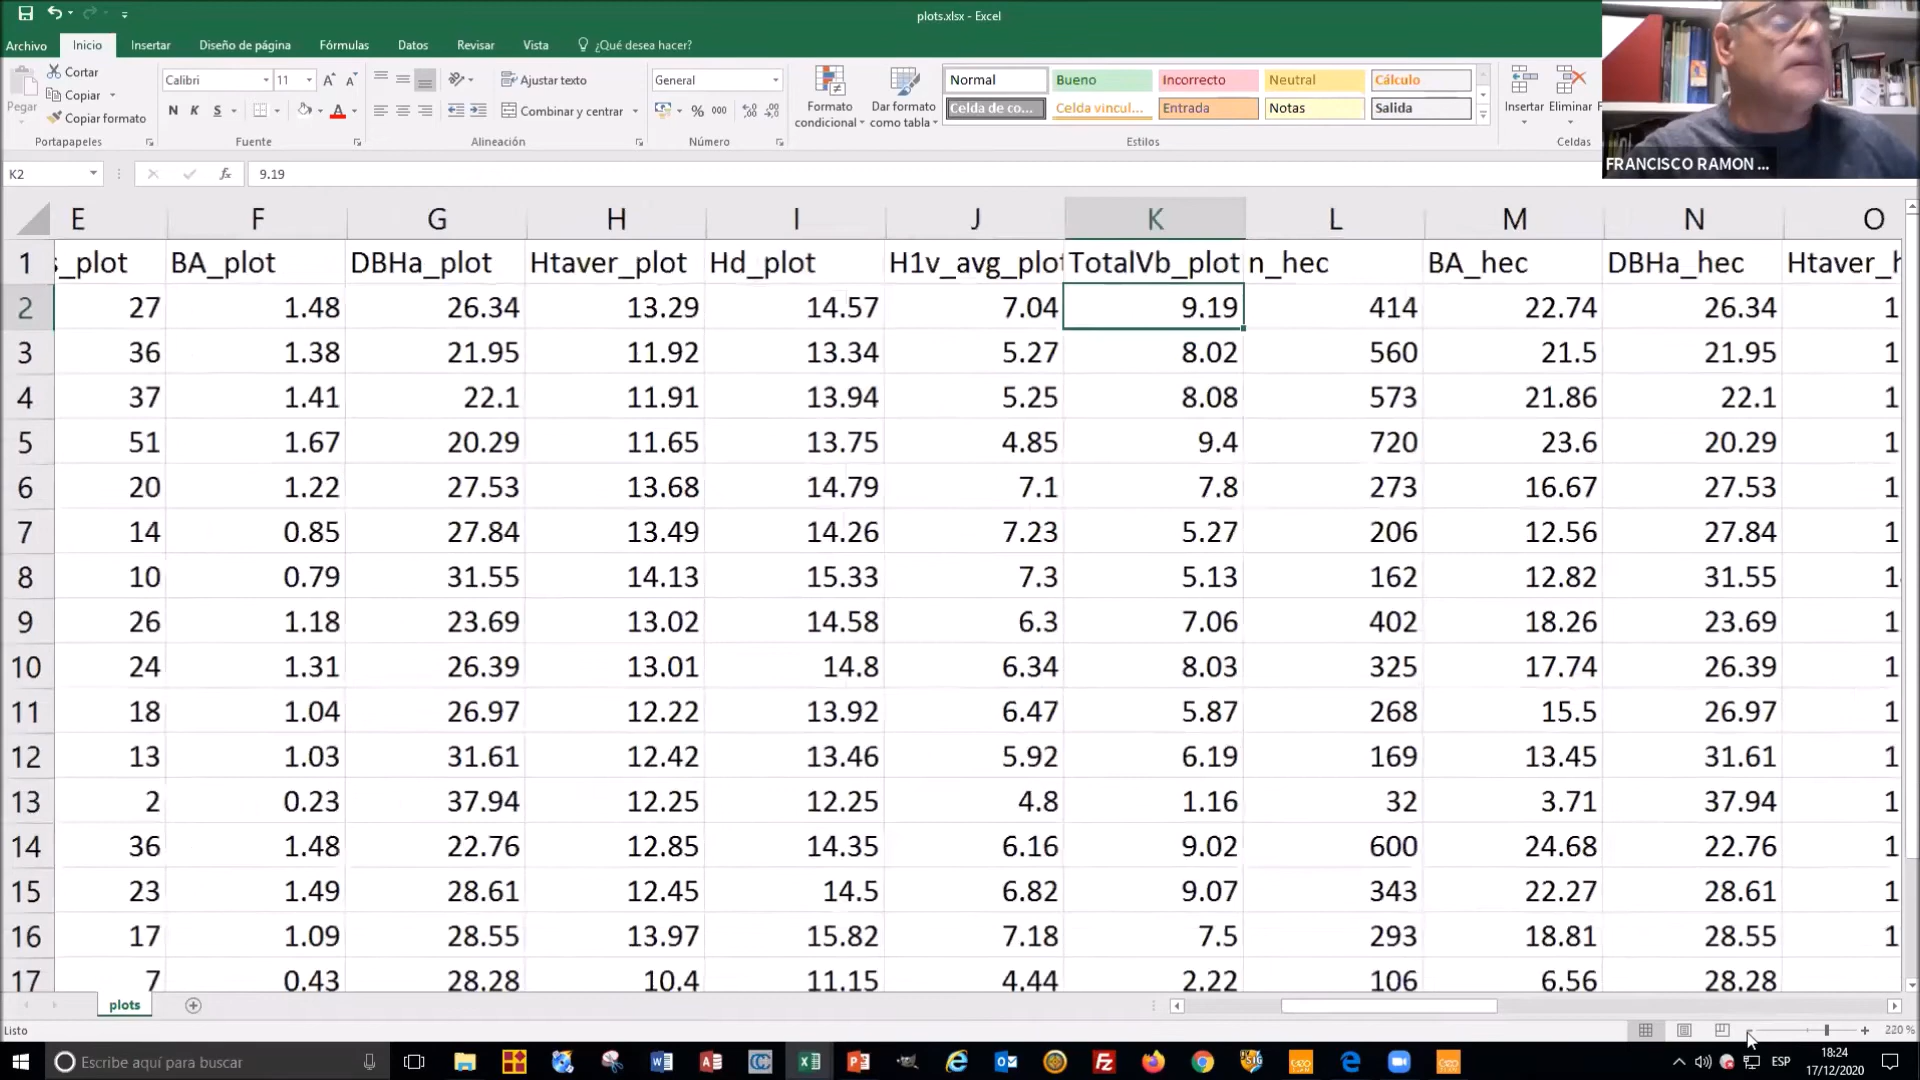 plots.xlsx - Excel
Archivo Inicio Insertar Diseño de página Fórmulas Datos Revisar Vista ¿Qué desea hacer?
Pegar
Cortar
Copiar
Copiar formato
Portapapeles
Calibri 11
N K S
Fuente
Ajustar texto
Combinar y centrar
Alineación
General
% 000
Número
Formato condicional
Dar formato como tabla
Normal Bueno Incorrecto Neutral Cálculo
Celda de co... Celda vincul... Entrada Notas Salida
Estilos
Insertar Eliminar
Celdas
FRANCISCO RAMON ...
K2 fx 9.19
E F G H I J K L M N O
1 s_plot BA_plot DBHa_plot Htaver_plot Hd_plot H1v_avg_plot TotalVb_plot n_hec BA_hec DBHa_hec Htaver_h
2 27 1.48 26.34 13.29 14.57 7.04 9.19 414 22.74 26.34 1
3 36 1.38 21.95 11.92 13.34 5.27 8.02 560 21.5 21.95 1
4 37 1.41 22.1 11.91 13.94 5.25 8.08 573 21.86 22.1 1
5 51 1.67 20.29 11.65 13.75 4.85 9.4 720 23.6 20.29 1
6 20 1.22 27.53 13.68 14.79 7.1 7.8 273 16.67 27.53 1
7 14 0.85 27.84 13.49 14.26 7.23 5.27 206 12.56 27.84 1
8 10 0.79 31.55 14.13 15.33 7.3 5.13 162 12.82 31.55 1
9 26 1.18 23.69 13.02 14.58 6.3 7.06 402 18.26 23.69 1
10 24 1.31 26.39 13.01 14.8 6.34 8.03 325 17.74 26.39 1
11 18 1.04 26.97 12.22 13.92 6.47 5.87 268 15.5 26.97 1
12 13 1.03 31.61 12.42 13.46 5.92 6.19 169 13.45 31.61 1
13 2 0.23 37.94 12.25 12.25 4.8 1.16 32 3.71 37.94 1
14 36 1.48 22.76 12.85 14.35 6.16 9.02 600 24.68 22.76 1
15 23 1.49 28.61 12.45 14.5 6.82 9.07 343 22.27 28.61 1
16 17 1.09 28.55 13.97 15.82 7.18 7.5 293 18.81 28.55 1
17 7 0.43 28.28 10.4 11.15 4.44 2.22 106 6.56 28.28
plots
Listo
220 %
Escribe aquí para buscar
ESP
18:24
17/12/2020